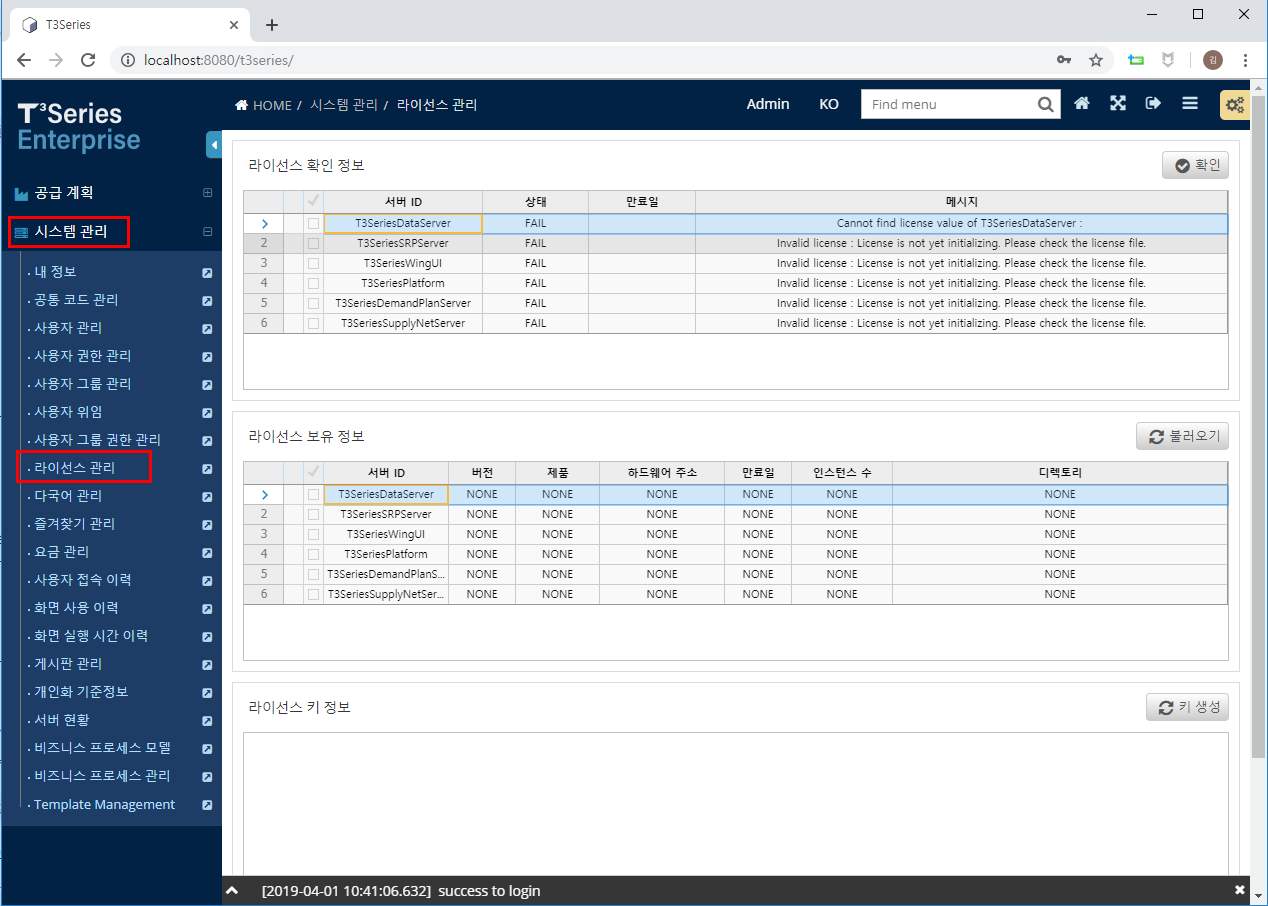 T3Series
localhost:8080/t3series/
김
T³Series
Enterprise
HOME / 시스템 관리 / 라이선스 관리
Admin
KO
Find menu
공급 계획
시스템 관리
· 내 정보
· 공통 코드 관리
· 사용자 관리
· 사용자 권한 관리
· 사용자 그룹 관리
· 사용자 위임
· 사용자 그룹 권한 관리
· 라이선스 관리
· 다국어 관리
· 즐겨찾기 관리
· 요금 관리
· 사용자 접속 이력
· 화면 사용 이력
· 화면 실행 시간 이력
· 게시판 관리
· 개인화 기준정보
· 서버 현황
· 비즈니스 프로세스 모델
· 비즈니스 프로세스 관리
· Template Management
라이선스 확인 정보
확인
서버 ID 상태 만료일 메시지
T3SeriesDataServer FAIL Cannot find license value of T3SeriesDataServer :
2 T3SeriesSRPServer FAIL Invalid license : License is not yet initializing. Please check the license file.
3 T3SeriesWingUI FAIL Invalid license : License is not yet initializing. Please check the license file.
4 T3SeriesPlatform FAIL Invalid license : License is not yet initializing. Please check the license file.
5 T3SeriesDemandPlanServer FAIL Invalid license : License is not yet initializing. Please check the license file.
6 T3SeriesSupplyNetServer FAIL Invalid license : License is not yet initializing. Please check the license file.
라이선스 보유 정보
불러오기
서버 ID 버전 제품 하드웨어 주소 만료일 인스턴스 수 디렉토리
T3SeriesDataServer NONE NONE NONE NONE NONE NONE
2 T3SeriesSRPServer NONE NONE NONE NONE NONE NONE
3 T3SeriesWingUI NONE NONE NONE NONE NONE NONE
4 T3SeriesPlatform NONE NONE NONE NONE NONE NONE
5 T3SeriesDemandPlanS... NONE NONE NONE NONE NONE NONE
6 T3SeriesSupplyNetSer... NONE NONE NONE NONE NONE NONE
라이선스 키 정보
키 생성
[2019-04-01 10:41:06.632] success to login